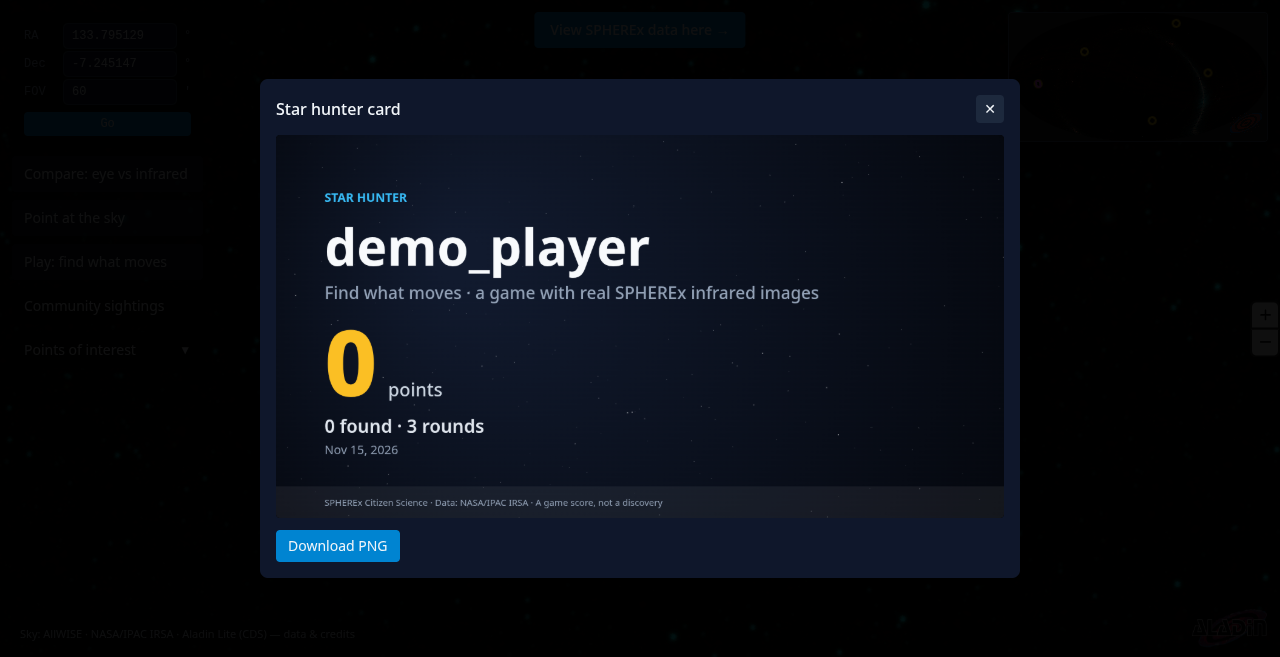 RA 133.795129 °
Dec -7.245147 °
FOV 60 °
Go
View SPHEREx data here
Compare: eye vs infrared
Point at the sky
Play: find what moves
Community sightings
Points of interest ▼
Star hunter card
✕
STAR HUNTER
demo_player
Find what moves · a game with real SPHEREx infrared images
0 points
0 found · 3 rounds
Nov 15, 2026
SPHEREx Citizen Science · Data: NASA/IPAC IRSA · A game score, not a discovery
Download PNG
+
−
Sky: AllWISE · NASA/IPAC IRSA · Aladin Lite (CDS) — data & credits
ALADIN